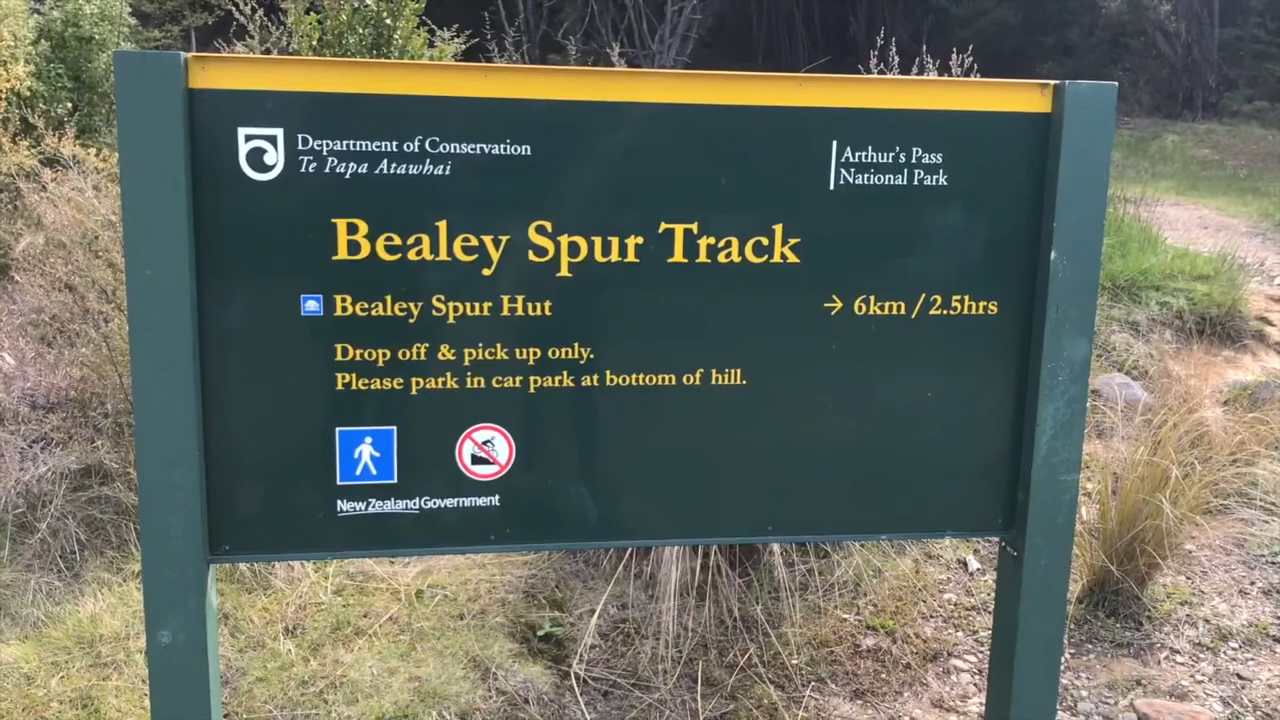 Department of Conservation
Te Papa Atawhai
Arthur's Pass
National Park
Bealey Spur Track
Bealey Spur Hut → 6km / 2.5hrs
Drop off & pick up only.
Please park in car park at bottom of hill.
New Zealand Government